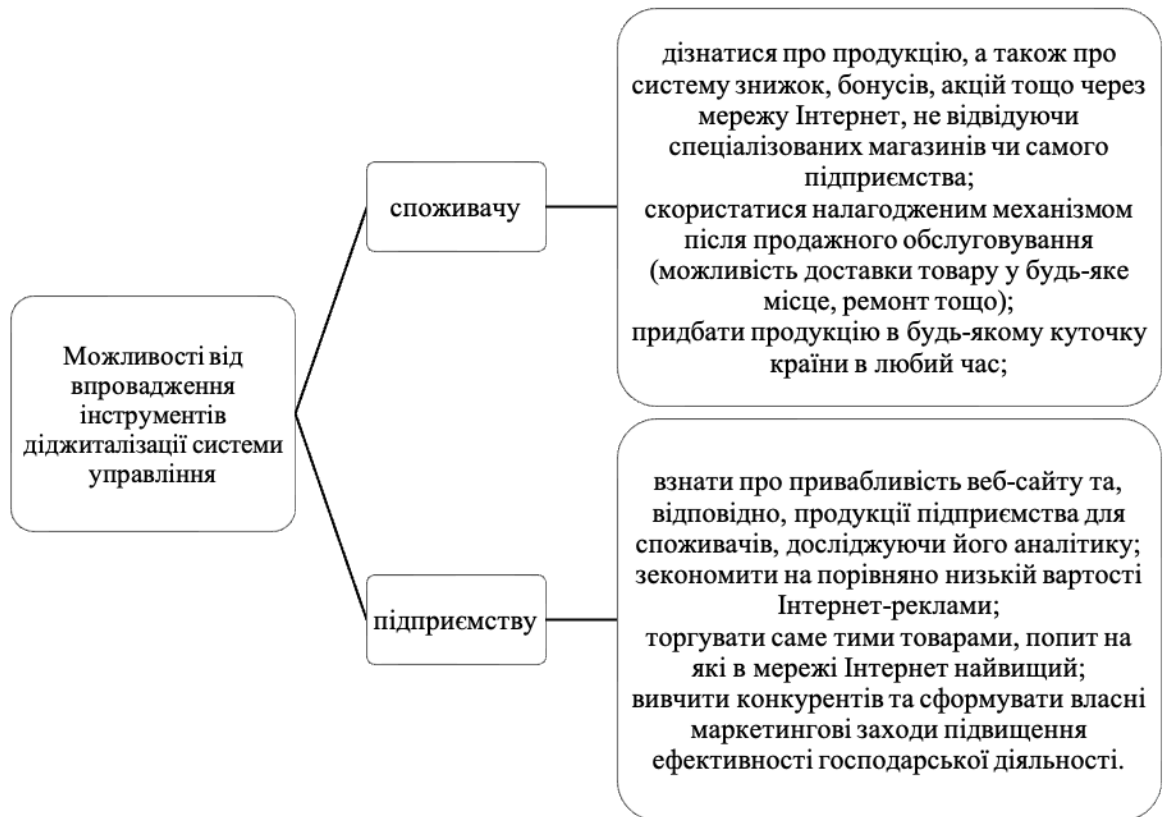 Можливості від
впровадження
інструментів
діджиталізації системи
управління
споживачу
дізнатися про продукцію, а також про
систему знижок, бонусів, акцій тощо через
мережу Інтернет, не відвідуючи
спеціалізованих магазинів чи самого
підприємства;
скористатися налагодженим механізмом
після продажного обслуговування
(можливість доставки товару у будь-яке
місце, ремонт тощо);
придбати продукцію в будь-якому куточку
країни в любий час;
підприємству
взнати про привабливість веб-сайту та,
відповідно, продукції підприємства для
споживачів, досліджуючи його аналітику;
зекономити на порівняно низькій вартості
Інтернет-реклами;
торгувати саме тими товарами, попит на
які в мережі Інтернет найвищий;
вивчити конкурентів та сформувати власні
маркетингові заходи підвищення
ефективності господарської діяльності.